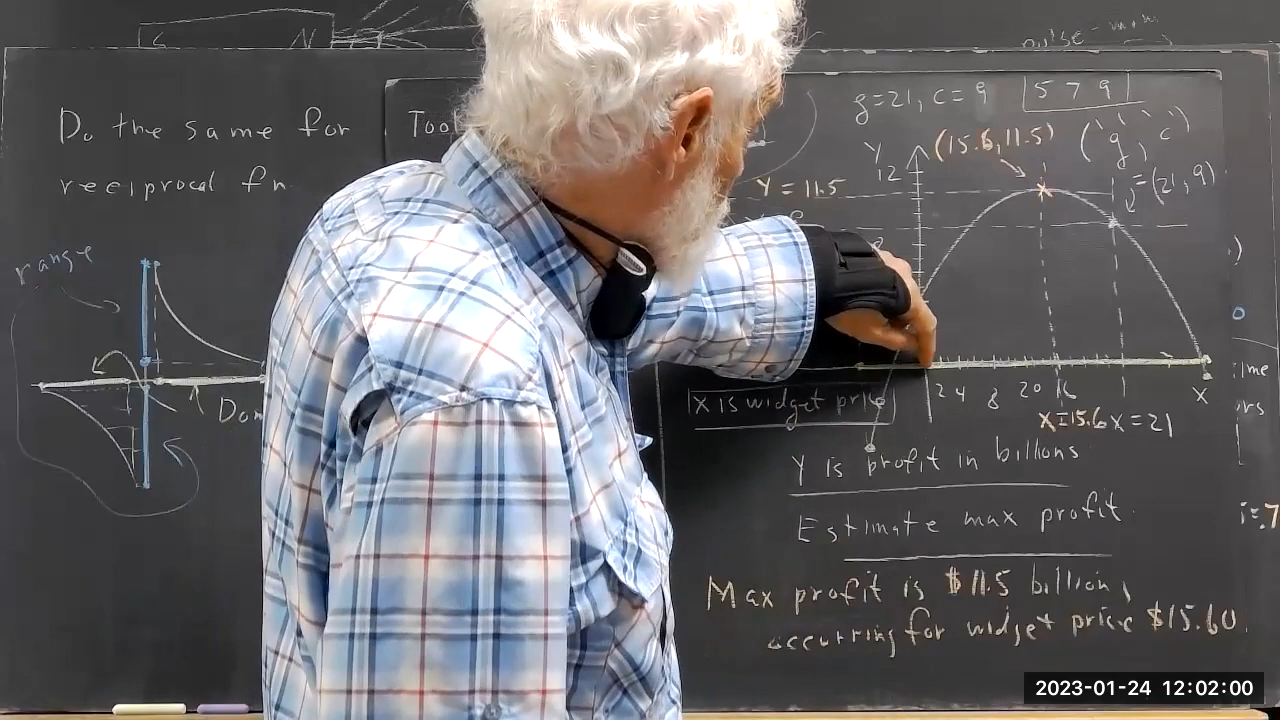 S N
Do the same for
reciprocal fn
range
Dom
g=21, c=9 5 7 9
(15.6,11.5) (g, c)
Y
12
=(21,9)
Y=11.5
2 4 8 20 16
X
X=15.6 X=21
X is widget price
Y is profit in billions
Estimate max profit
Max profit is $11.5 billion,
occurring for widget price $15.60.
2023-01-24 12:02:00